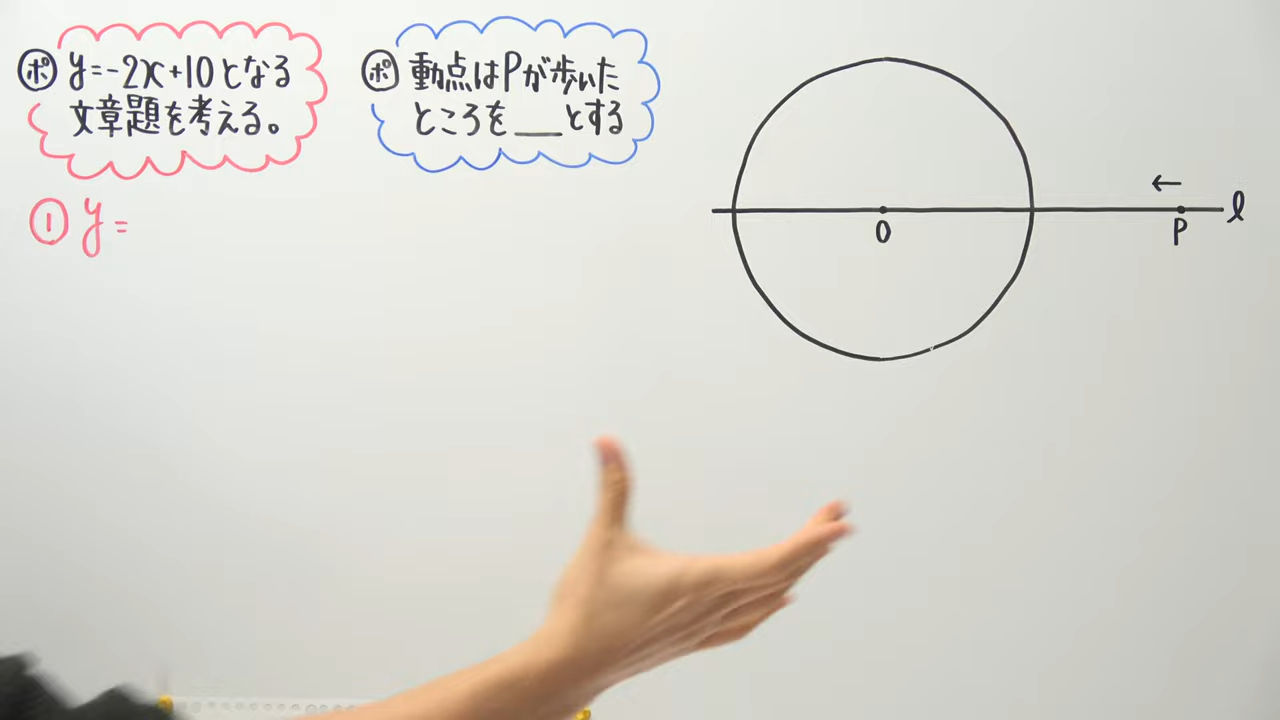 ポ y=-2x+10となる
文章題を考える。
ポ 動点はPが歩いた
ところを___とする
① y=
←
O
P
l